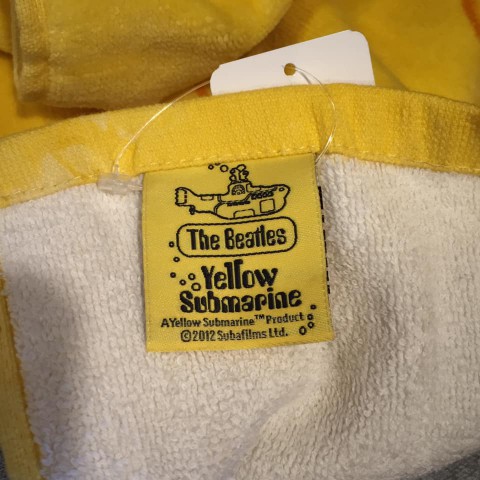 The Beatles
Yellow
Submarine
A Yellow Submarine™ Product
©2012 Subafilms Ltd.